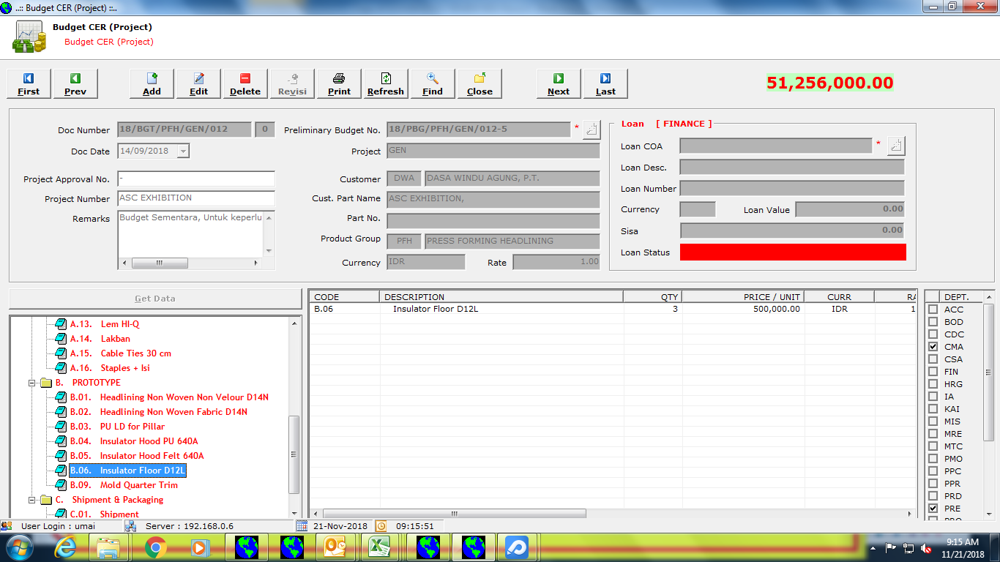 ..:: Budget CER (Project) ::..
Budget CER (Project)
Budget CER (Project)
First Prev Add Edit Delete Revisi Print Refresh Find Close Next Last
51,256,000.00
Doc Number 18/BGT/PFH/GEN/012 0
Doc Date 14/09/2018
Project Approval No. -
Project Number ASC EXHIBITION
Remarks Budget Sementara, Untuk keperlu
Preliminary Budget No. 18/PBG/PFH/GEN/012-5 *
Project GEN
Customer DWA DASA WINDU AGUNG, P.T.
Cust. Part Name ASC EXHIBITION,
Part No.
Product Group PFH PRESS FORMING HEADLINING
Currency IDR Rate 1.00
Loan [ FINANCE ]
Loan COA *
Loan Desc.
Loan Number
Currency Loan Value 0.00
Sisa 0.00
Loan Status
Get Data
A.13. Lem HI-Q
A.14. Lakban
A.15. Cable Ties 30 cm
A.16. Staples + Isi
B. PROTOTYPE
B.01. Headlining Non Woven Non Velour D14N
B.02. Headlining Non Woven Fabric D14N
B.03. PU LD for Pillar
B.04. Insulator Hood PU 640A
B.05. Insulator Hood Felt 640A
B.06. Insulator Floor D12L
B.09. Mold Quarter Trim
C. Shipment & Packaging
C.01. Shipment
CODE DESCRIPTION QTY PRICE / UNIT CURR RA
B.06 Insulator Floor D12L 3 500,000.00 IDR 1
DEPT.
ACC
BOD
CDC
CMA
CSA
FIN
HRG
IA
KAI
MIS
MRE
MTC
PMO
PPC
PPR
PRD
PRE
User Login : umai Server : 192.168.0.6 21-Nov-2018 09:15:51
9:15 AM
11/21/2018